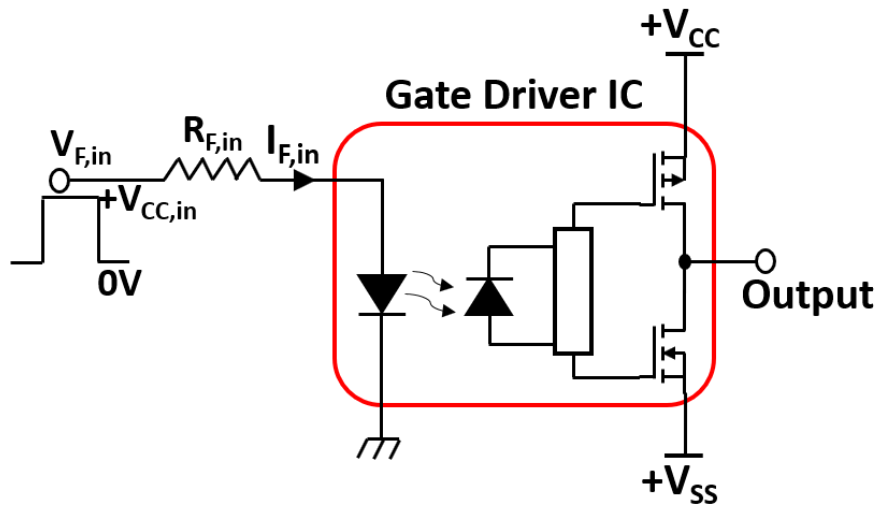 +VCC
Gate Driver IC
RF,in
IF,in
VF,in
+VCC,in
0V
Output
+VSS